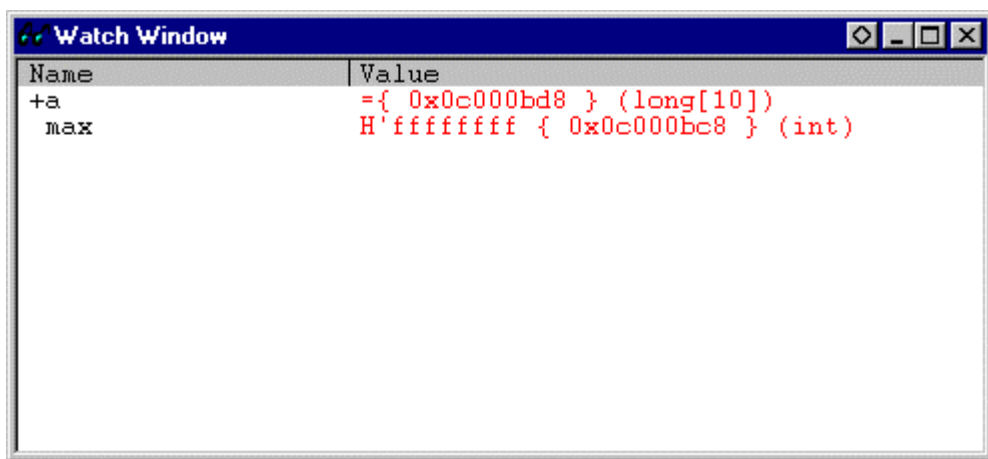 Watch Window
Name Value
+a ={ 0x0c000bd8 } (long[10])
max H'ffffffff { 0x0c000bc8 } (int)